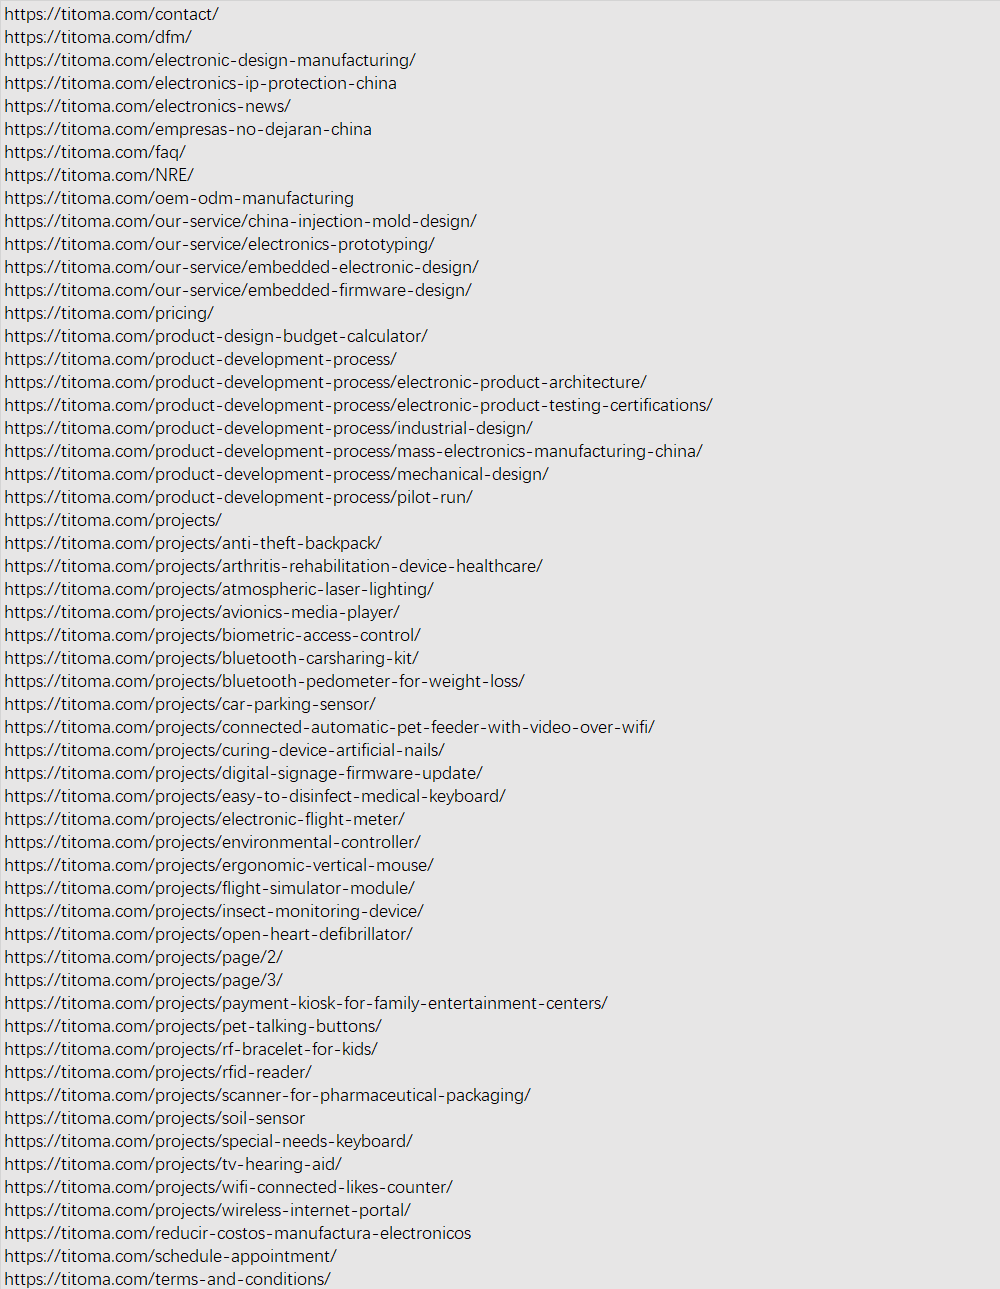 https://titoma.com/contact/
https://titoma.com/dfm/
https://titoma.com/electronic-design-manufacturing/
https://titoma.com/electronics-ip-protection-china
https://titoma.com/electronics-news/
https://titoma.com/empresas-no-dejaran-china
https://titoma.com/faq/
https://titoma.com/NRE/
https://titoma.com/oem-odm-manufacturing
https://titoma.com/our-service/china-injection-mold-design/
https://titoma.com/our-service/electronics-prototyping/
https://titoma.com/our-service/embedded-electronic-design/
https://titoma.com/our-service/embedded-firmware-design/
https://titoma.com/pricing/
https://titoma.com/product-design-budget-calculator/
https://titoma.com/product-development-process/
https://titoma.com/product-development-process/electronic-product-architecture/
https://titoma.com/product-development-process/electronic-product-testing-certifications/
https://titoma.com/product-development-process/industrial-design/
https://titoma.com/product-development-process/mass-electronics-manufacturing-china/
https://titoma.com/product-development-process/mechanical-design/
https://titoma.com/product-development-process/pilot-run/
https://titoma.com/projects/
https://titoma.com/projects/anti-theft-backpack/
https://titoma.com/projects/arthritis-rehabilitation-device-healthcare/
https://titoma.com/projects/atmospheric-laser-lighting/
https://titoma.com/projects/avionics-media-player/
https://titoma.com/projects/biometric-access-control/
https://titoma.com/projects/bluetooth-carsharing-kit/
https://titoma.com/projects/bluetooth-pedometer-for-weight-loss/
https://titoma.com/projects/car-parking-sensor/
https://titoma.com/projects/connected-automatic-pet-feeder-with-video-over-wifi/
https://titoma.com/projects/curing-device-artificial-nails/
https://titoma.com/projects/digital-signage-firmware-update/
https://titoma.com/projects/easy-to-disinfect-medical-keyboard/
https://titoma.com/projects/electronic-flight-meter/
https://titoma.com/projects/environmental-controller/
https://titoma.com/projects/ergonomic-vertical-mouse/
https://titoma.com/projects/flight-simulator-module/
https://titoma.com/projects/insect-monitoring-device/
https://titoma.com/projects/open-heart-defibrillator/
https://titoma.com/projects/page/2/
https://titoma.com/projects/page/3/
https://titoma.com/projects/payment-kiosk-for-family-entertainment-centers/
https://titoma.com/projects/pet-talking-buttons/
https://titoma.com/projects/rf-bracelet-for-kids/
https://titoma.com/projects/rfid-reader/
https://titoma.com/projects/scanner-for-pharmaceutical-packaging/
https://titoma.com/projects/soil-sensor
https://titoma.com/projects/special-needs-keyboard/
https://titoma.com/projects/tv-hearing-aid/
https://titoma.com/projects/wifi-connected-likes-counter/
https://titoma.com/projects/wireless-internet-portal/
https://titoma.com/reducir-costos-manufactura-electronicos
https://titoma.com/schedule-appointment/
https://titoma.com/terms-and-conditions/